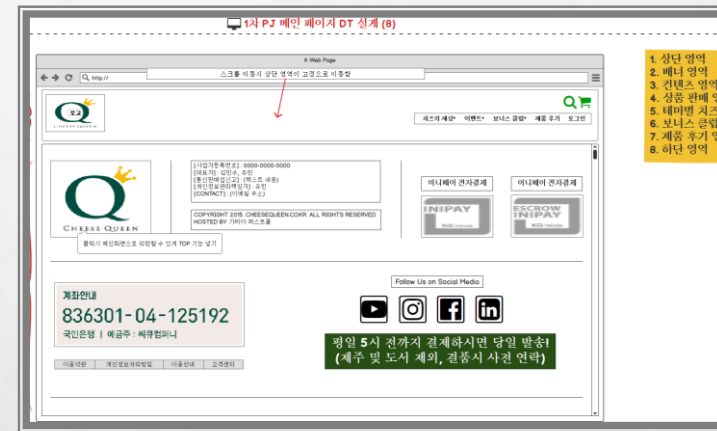 1차 PJ 메인 페이지 DT 설계 (8)
A Web Page
http://
스크롤 이동시 상단 영역이 고정으로 이동함
로고
CHEESE QUEEN
치즈의 세상 이벤트 보너스 클럽 제품 후기 로그인
1. 상단 영역
2. 배너 영역
3. 컨텐츠 영역
4. 상품 판매
5. 테마별 치즈
6. 보너스 클럽
7. 제품 후기
8. 하단 영역
CHEESE QUEEN
클릭시 메인화면으로 리턴할 수 있게 TOP 기능 넣기
[사업가등록번호] : 0000-0000-0000
[대표자] : 김민수, 유민
[통신판매업신고] : (텍스트 내용)
[개인정보관리책임자] : 유민
[CONTACT] : (이메일 주소)
COPYRIGHT 2015. CHEESEQUEEN.CO.KR. ALL RIGHTS RESERVED.
HOSTED BY 가비아 퍼스트몰
이니페이 전자결제
INIPAY
이니페이 전자결제
ESCROW
INIPAY
계좌안내
836301-04-125192
국민은행 | 예금주 : 씨큐컴퍼니
이용약관 개인정보처리방침 이용안내 고객센터
Follow Us on Social Media
평일 5시 전까지 결제하시면 당일 발송!
(제주 및 도서 제외, 결품시 사전 연락)